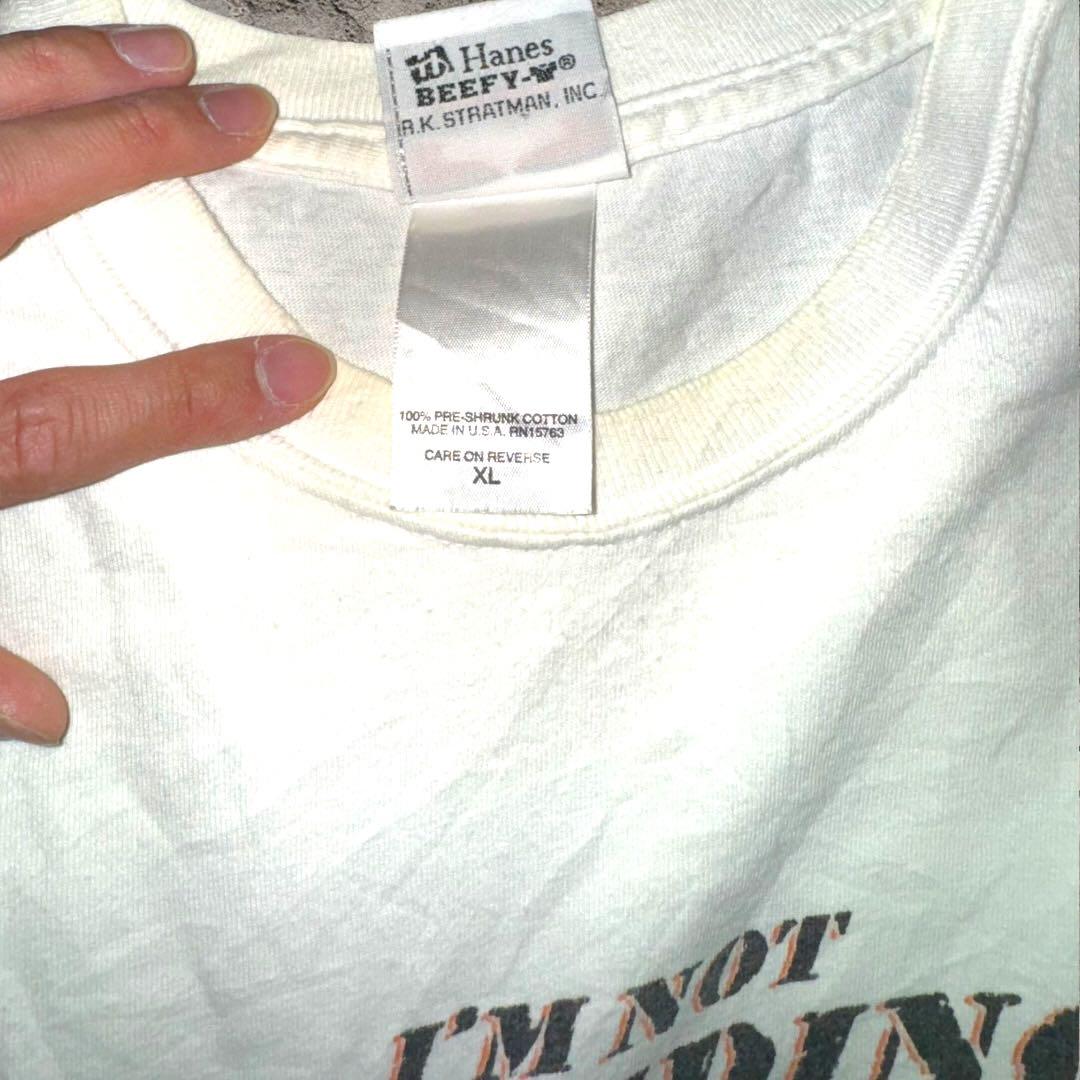 Hanes
BEEFY-T®
R.K. STRATMAN, INC.
100% PRE-SHRUNK COTTON
MADE IN U.S.A. RN15763
CARE ON REVERSE
XL
I'M NOT